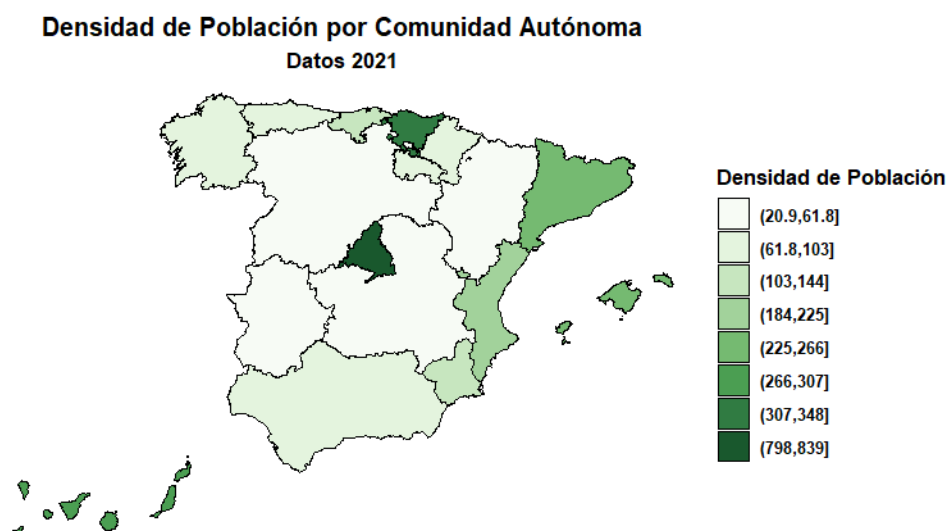 Densidad de Población por Comunidad Autónoma
Datos 2021
Densidad de Población
(20.9,61.8]
(61.8,103]
(103,144]
(184,225]
(225,266]
(266,307]
(307,348]
(798,839]